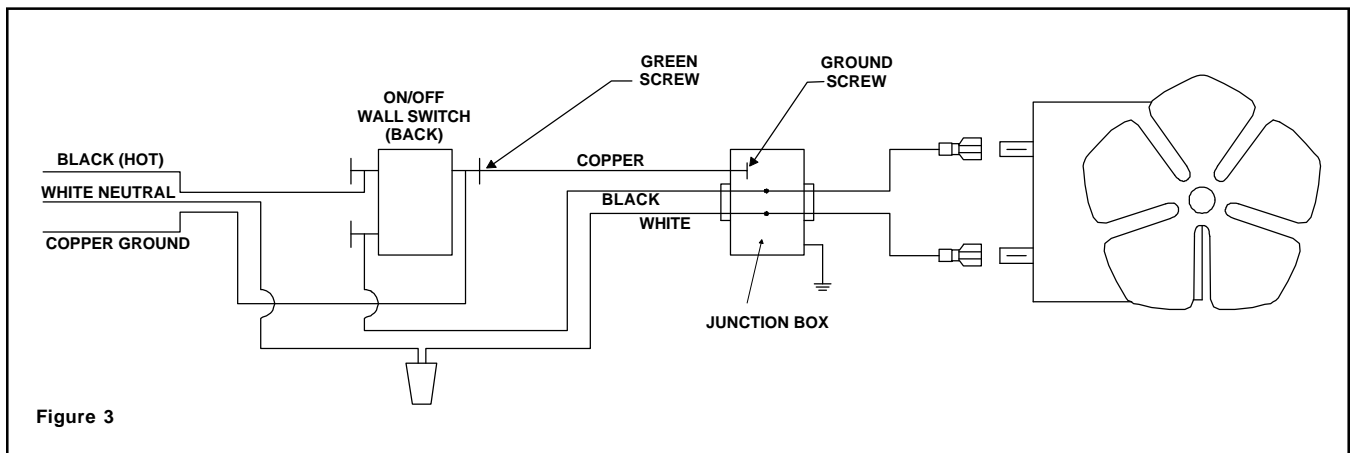 GREEN
SCREW
GROUND
SCREW
ON/OFF
WALL SWITCH
(BACK)
BLACK (HOT)
WHITE NEUTRAL
COPPER GROUND
COPPER
BLACK
WHITE
JUNCTION BOX
Figure 3